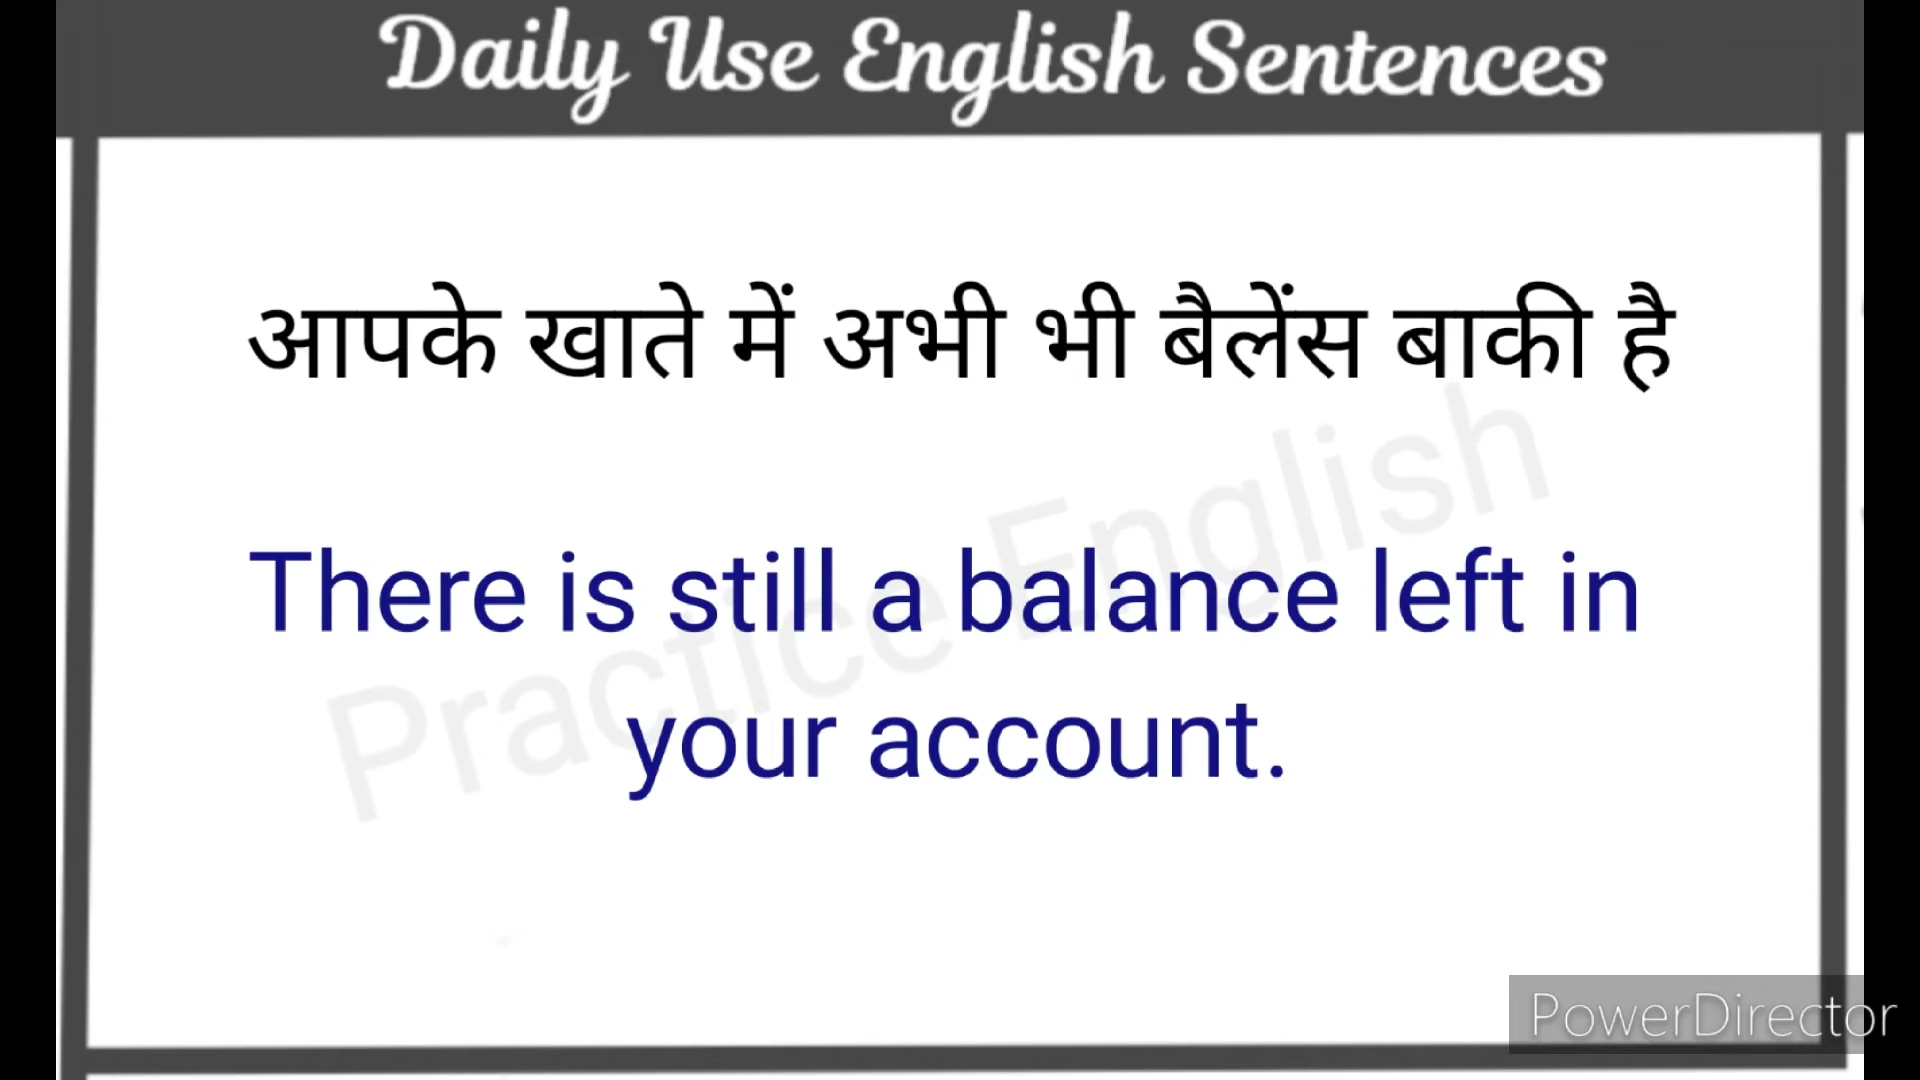 Daily Use English Sentences
आपके खाते में अभी भी बैलेंस बाकी है
There is still a balance left in
your account.
Practice English
PowerDirector